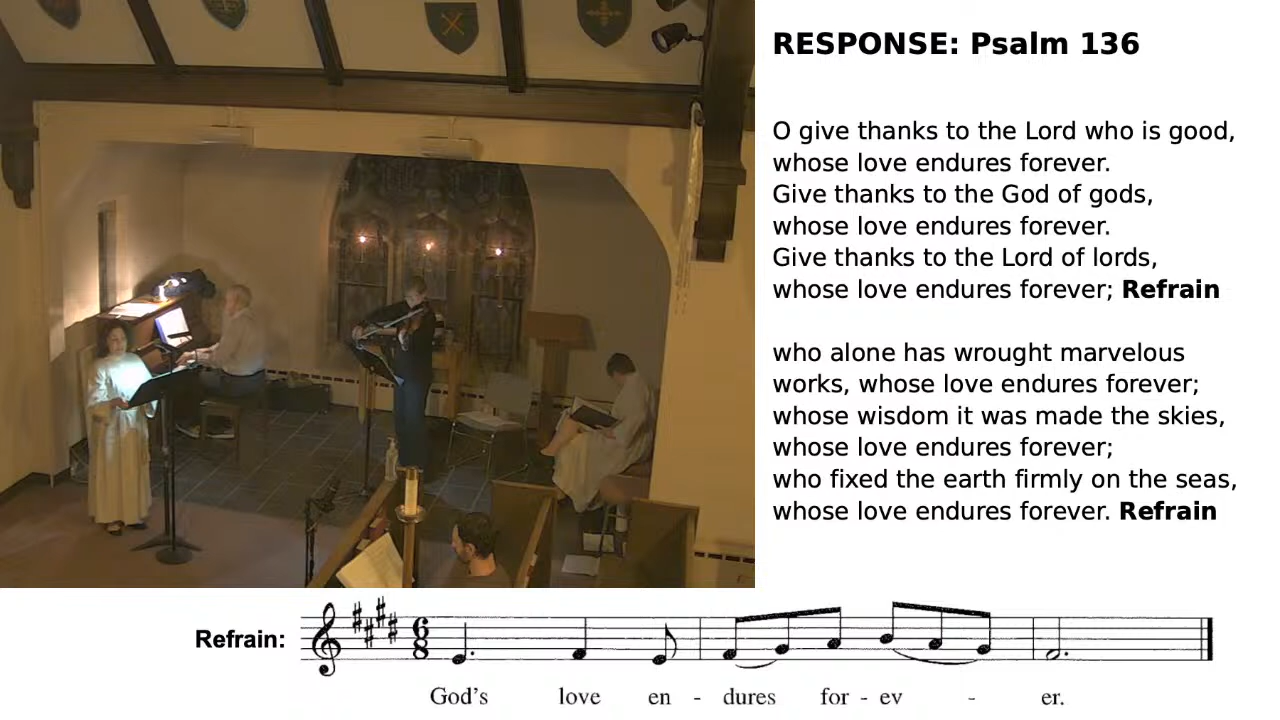 RESPONSE: Psalm 136
O give thanks to the Lord who is good,
whose love endures forever.
Give thanks to the God of gods,
whose love endures forever.
Give thanks to the Lord of lords,
whose love endures forever; Refrain
who alone has wrought marvelous
works, whose love endures forever;
whose wisdom it was made the skies,
whose love endures forever;
who fixed the earth firmly on the seas,
whose love endures forever. Refrain
Refrain:
6
8
God's love en - dures for - ev - er.